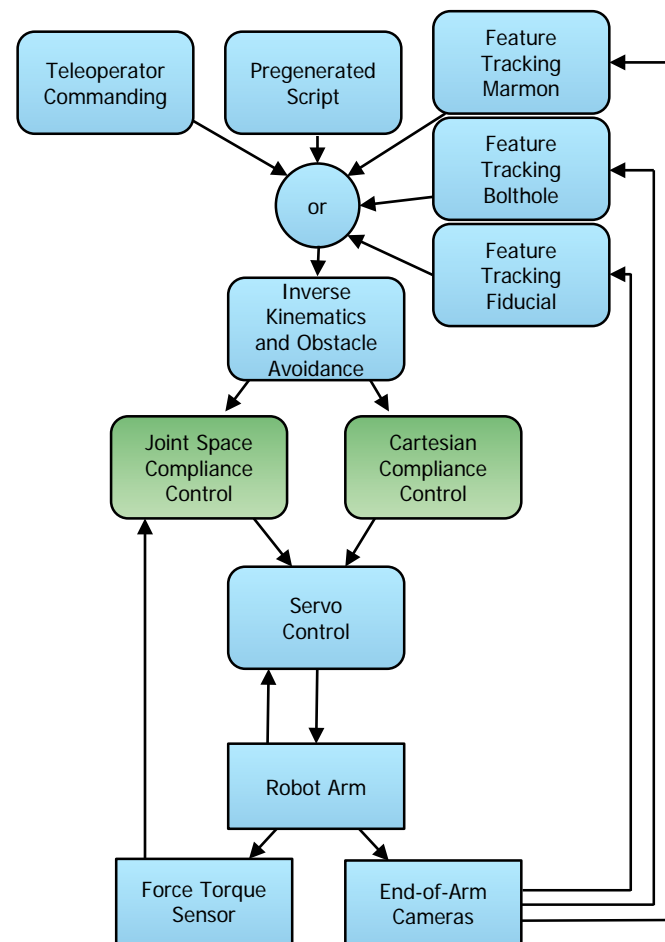 Teleoperator
Commanding
Pregenerated
Script
Feature
Tracking
Marmon
Feature
Tracking
Bolthole
or
Feature
Tracking
Fiducial
Inverse
Kinematics
and Obstacle
Avoidance
Joint Space
Compliance
Control
Cartesian
Compliance
Control
Servo
Control
Robot Arm
Force Torque
Sensor
End-of-Arm
Cameras